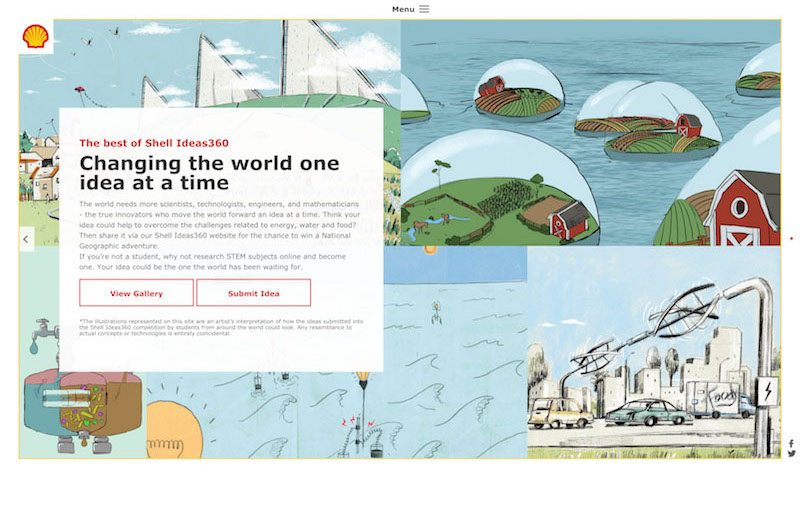 Menu
The best of Shell Ideas360
Changing the world one
idea at a time
The world needs more scientists, technologists, engineers, and mathematicians
- the true innovators who move the world forward an idea at a time. Think your
idea could help to overcome the challenges related to energy, water and food?
Then share it via our Shell Ideas360 website for the chance to win a National
Geographic adventure.
If you're not a student, why not research STEM subjects online and become
one. Your idea could be the one the world has been waiting for.
View Gallery
Submit Idea
*The illustrations represented on this site are an artist's interpretation of how the ideas submitted into
the Shell Ideas360 competition by students from around the world could look. Any resemblance to
actual concepts or technologies is entirely coincidental.
Food